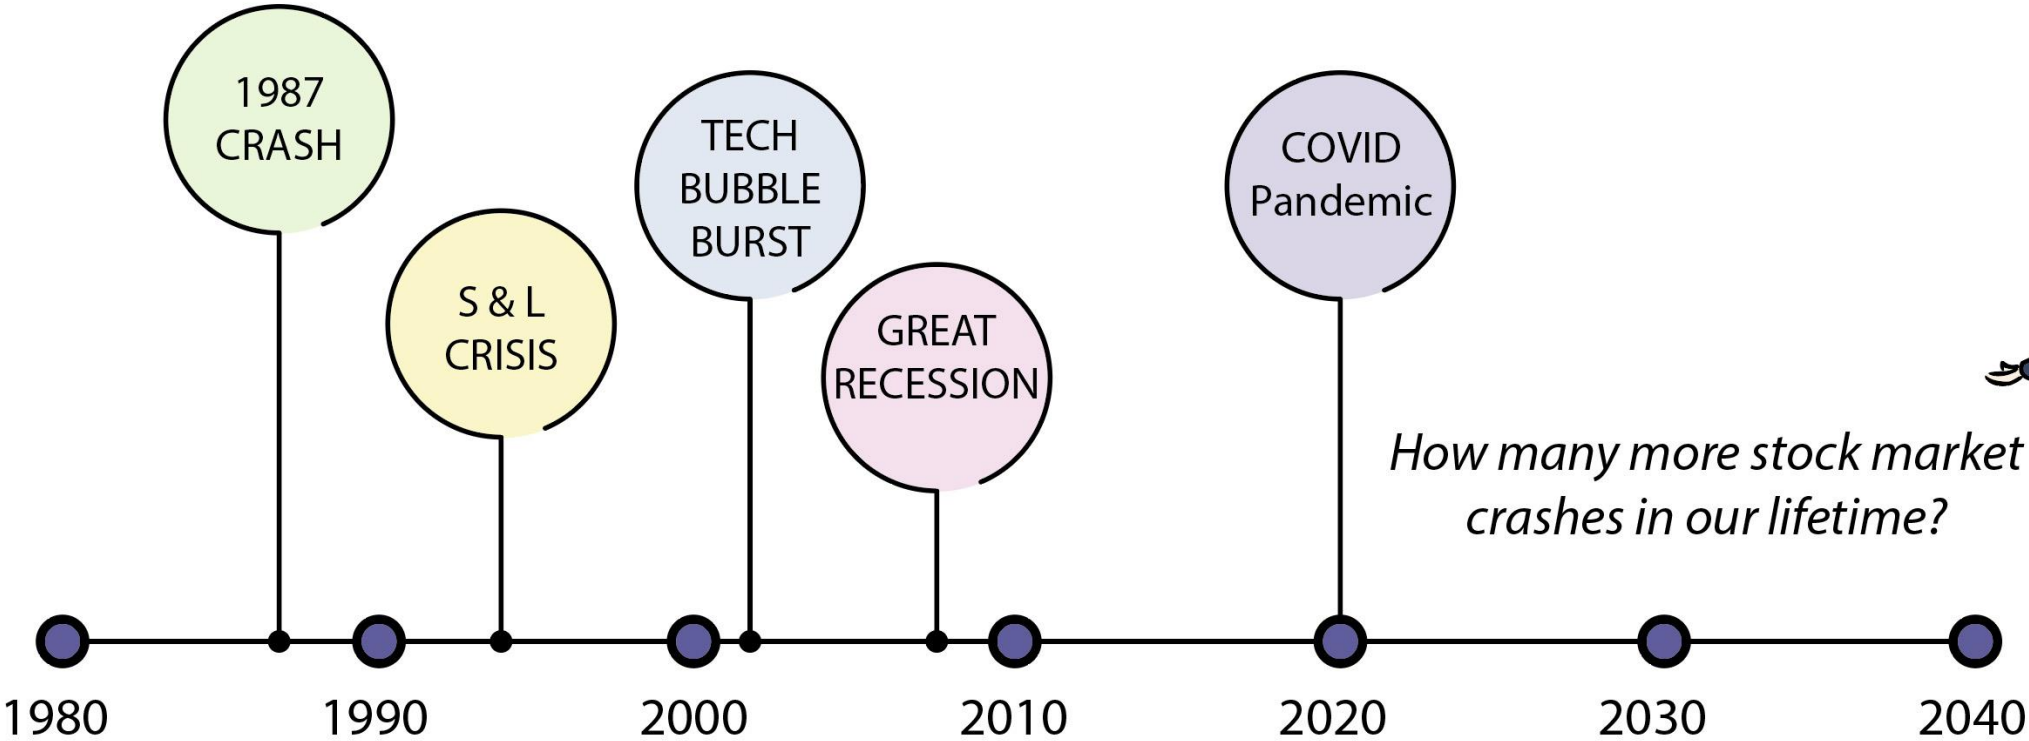 1987
CRASH
S & L
CRISIS
TECH
BUBBLE
BURST
GREAT
RECESSION
COVID
Pandemic
How many more stock market
crashes in our lifetime?
1980
1990
2000
2010
2020
2030
2040